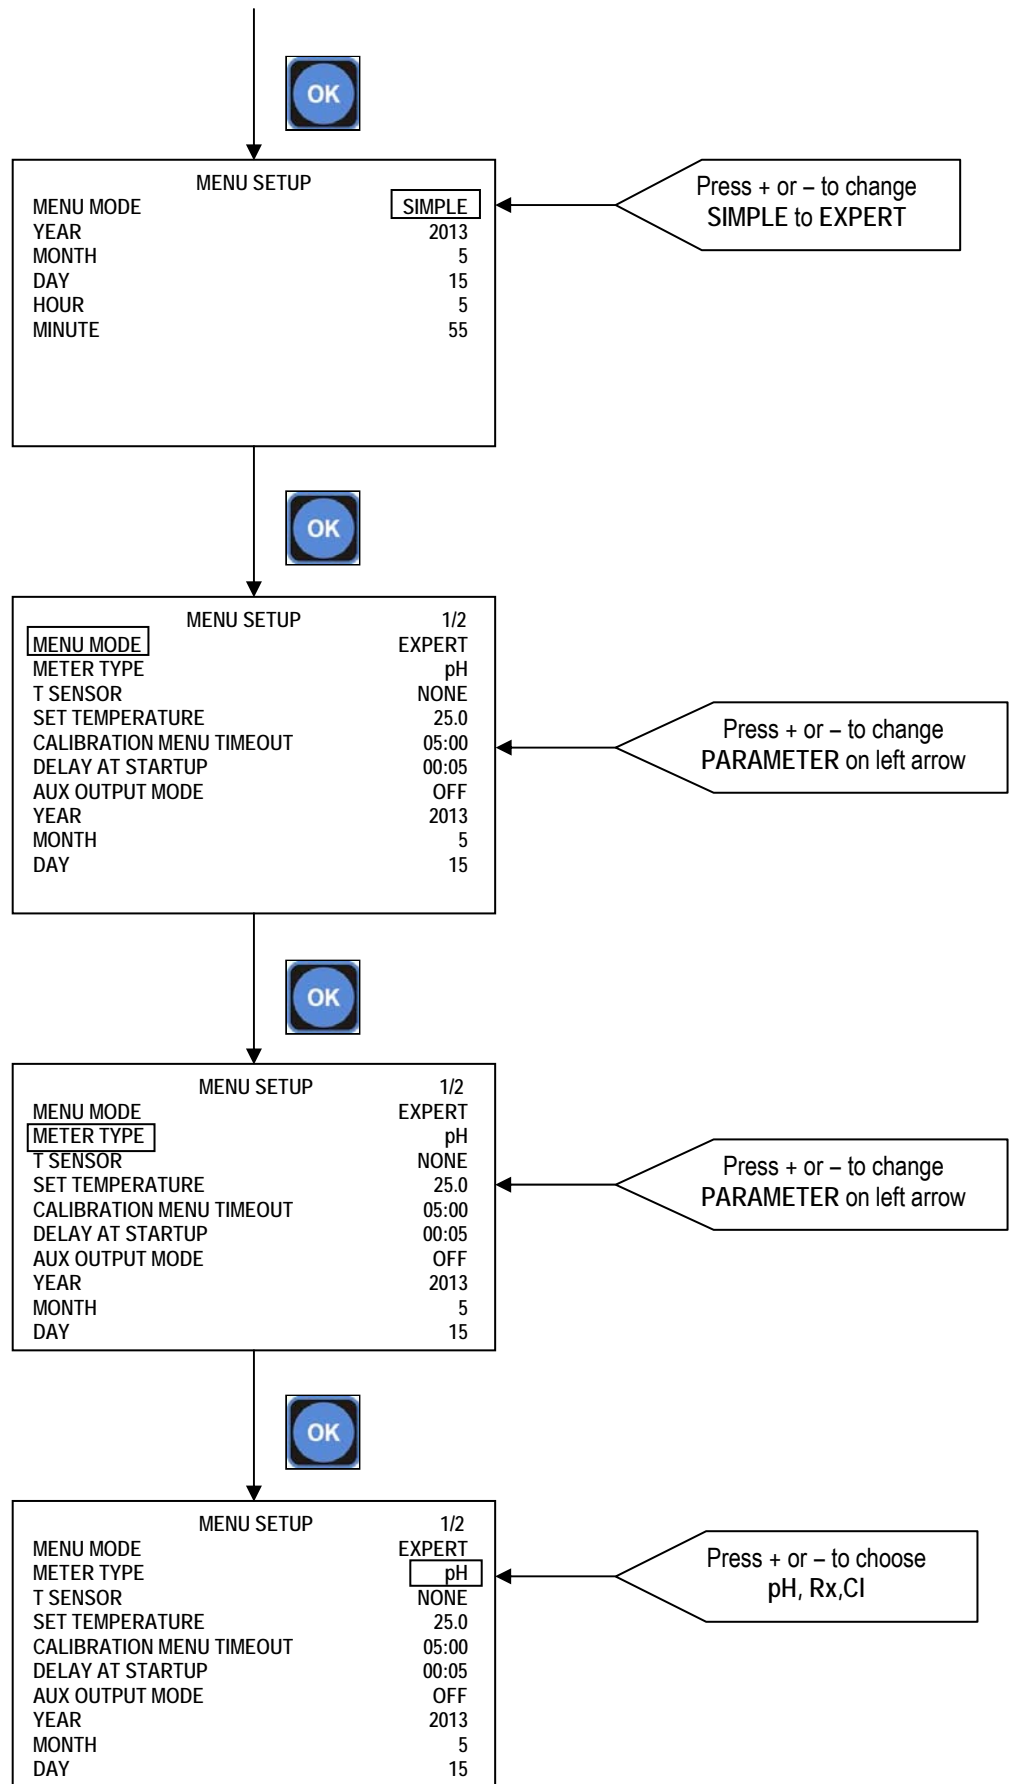 OK
MENU SETUP
MENU MODE SIMPLE
YEAR 2013
MONTH 5
DAY 15
HOUR 5
MINUTE 55
Press + or – to change
SIMPLE to EXPERT
OK
MENU SETUP 1/2
MENU MODE EXPERT
METER TYPE pH
T SENSOR NONE
SET TEMPERATURE 25.0
CALIBRATION MENU TIMEOUT 05:00
DELAY AT STARTUP 00:05
AUX OUTPUT MODE OFF
YEAR 2013
MONTH 5
DAY 15
Press + or – to change
PARAMETER on left arrow
OK
MENU SETUP 1/2
MENU MODE EXPERT
METER TYPE pH
T SENSOR NONE
SET TEMPERATURE 25.0
CALIBRATION MENU TIMEOUT 05:00
DELAY AT STARTUP 00:05
AUX OUTPUT MODE OFF
YEAR 2013
MONTH 5
DAY 15
Press + or – to change
PARAMETER on left arrow
OK
MENU SETUP 1/2
MENU MODE EXPERT
METER TYPE pH
T SENSOR NONE
SET TEMPERATURE 25.0
CALIBRATION MENU TIMEOUT 05:00
DELAY AT STARTUP 00:05
AUX OUTPUT MODE OFF
YEAR 2013
MONTH 5
DAY 15
Press + or – to choose
pH, Rx,Cl